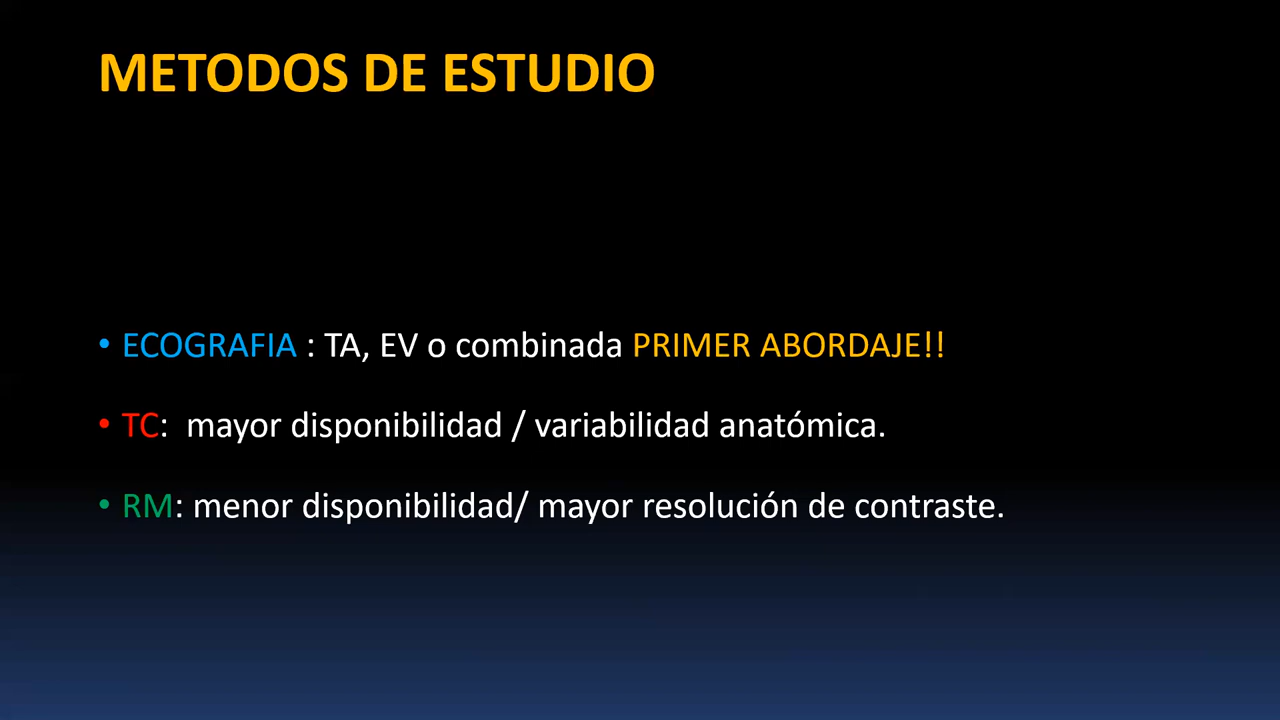 METODOS DE ESTUDIO
• ECOGRAFIA : TA, EV o combinada PRIMER ABORDAJE!!
• TC: mayor disponibilidad / variabilidad anatómica.
• RM: menor disponibilidad/ mayor resolución de contraste.